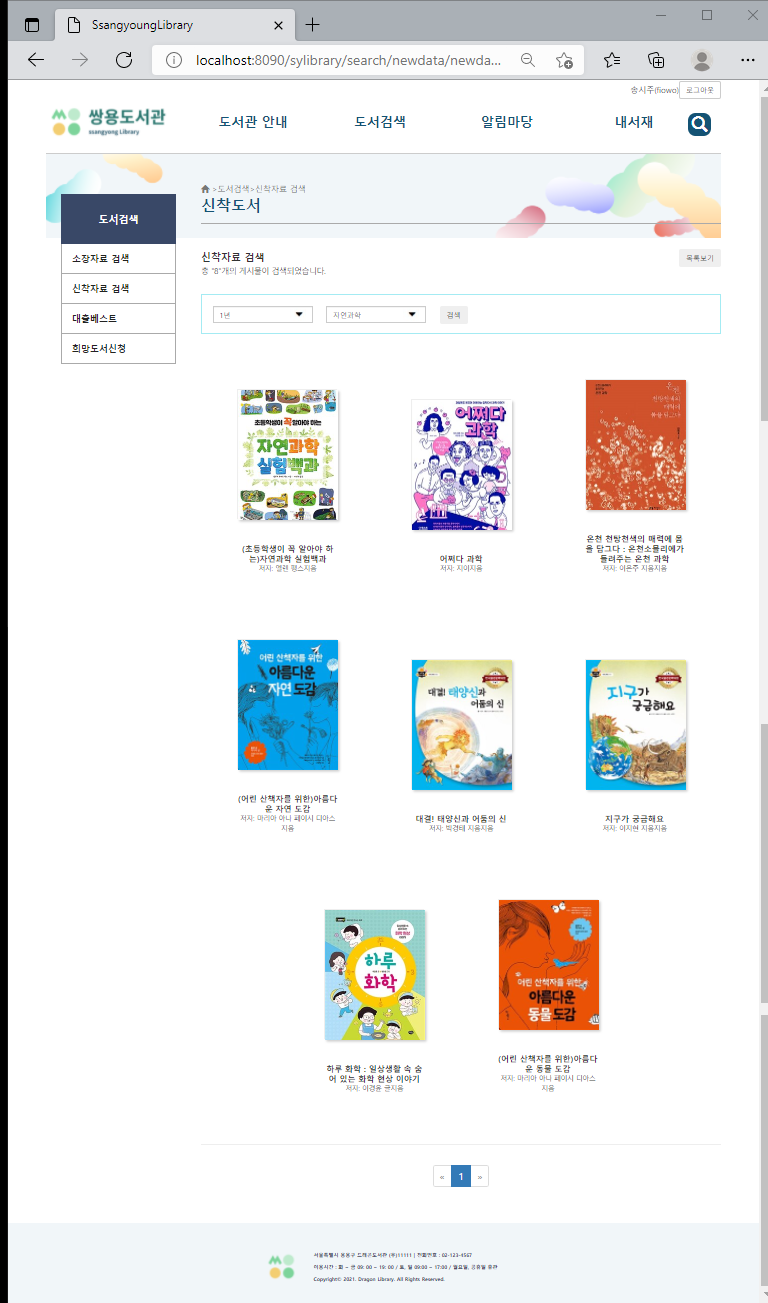 SsangyoungLibrary
localhost:8090/sylibrary/search/newdata/newda...
송시주(fiowo) 로그아웃
쌍용도서관
ssangyong Library
도서관 안내 도서검색 알림마당 내서재
>도서검색>신착자료 검색
신착도서
도서검색
소장자료 검색
신착자료 검색
대출베스트
희망도서신청
신착자료 검색
목록보기
총 "8"개의 게시물이 검색되었습니다.
1년 자연과학 검색
초등학생이 꼭알아야 하는
자연과학
실험백과
(초등학생이 꼭 알아야 하
는)자연과학 실험백과
저자: 영렌 팽스지음
어쩌다
과학
어쩌다 과학
저자: 지이지음
온천 천방천색의 매력에 몸
을 담그다 : 온천소믈리에가
들려주는 온천 과학
어린 산책자를 위한
아름다운
자연 도감
(어린 산책자를 위한)아름다
운 자연 도감
저자: 마리아 아나 페이시 디아스
지음
대결! 태양신과
어둠의 신
대결! 태양신과 어둠의 신
저자: 박경태 지음지음
지구가
궁금해요
지구가 궁금해요
저자: 이지현 지음지음
하루
화학
하루 화학 : 일상생활 속 숨
어 있는 화학 현상 이야기
저자: 이경윤 글지음
어린 산책자를 위한
아름다운
동물 도감
(어린 산책자를 위한)아름다
운 동물 도감
저자: 마리아 아나 페이시 디아스
지음
« 1 »
서울특별시 용용구 드래곤도서관 (우)11111 | 전화번호 : 02-123-4567
이용시간 : 화 ~ 금 09: 00 ~ 19: 00 / 토, 일 09:00 ~ 17:00 / 월요일, 공휴일 휴관
Copyright© 2021. Dragon Library. All Rights Reserved.